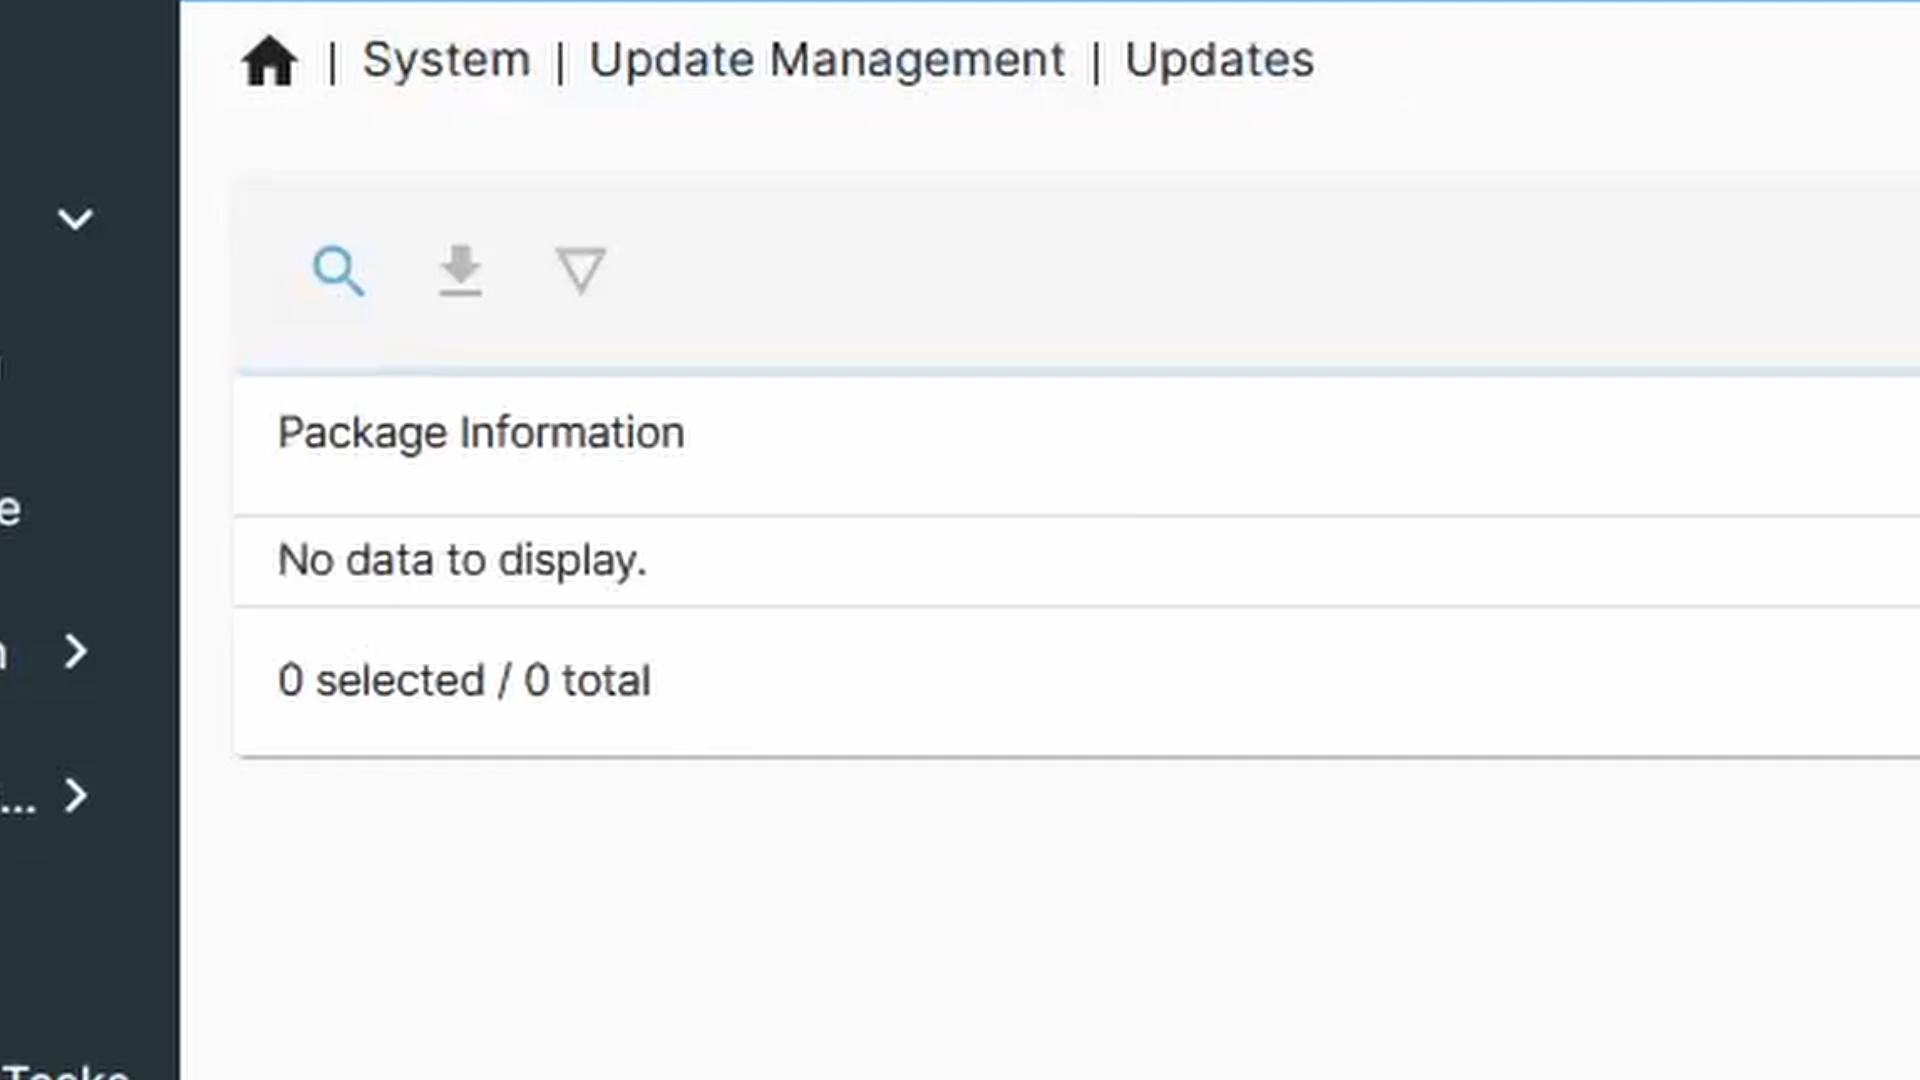 | System | Update Management | Updates
Package Information
No data to display.
0 selected / 0 total